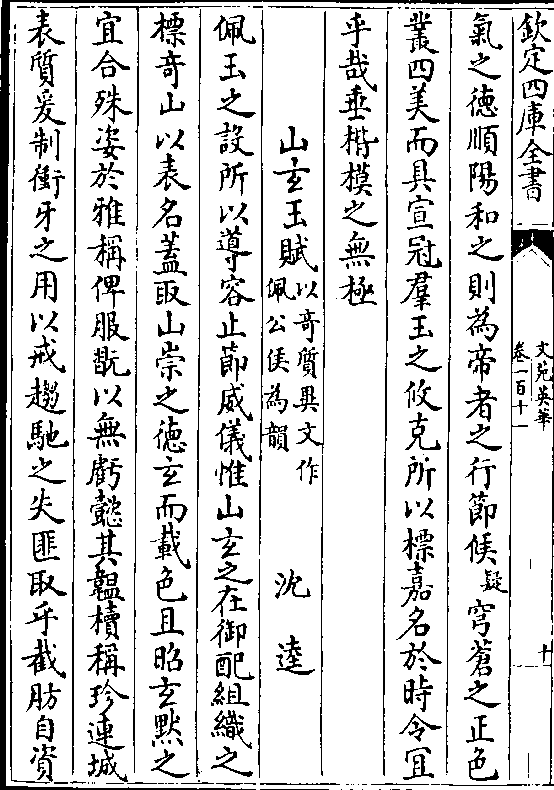 欽定四庫全書
文苑英華
卷一百十一
十
氣之德順陽和之則為帝者之行節候疑穹蒼之正色
叢四美而具宣冠羣玉之攸克所以標嘉名於時令宜
乎哉垂楷模之無極
山玄玉賦以奇質異文作佩公侯為韻
沈逵
佩玉之設所以導容止節威儀惟山玄之在御配組織之
標奇山以表名蓋取山崇之德玄而載色且昭玄默之
宜合殊姿於雅稱俾服翫以無虧懿其韞櫝稱珍連城
表質爰制衝牙之用以戒趨馳之失匪取乎截肪自資